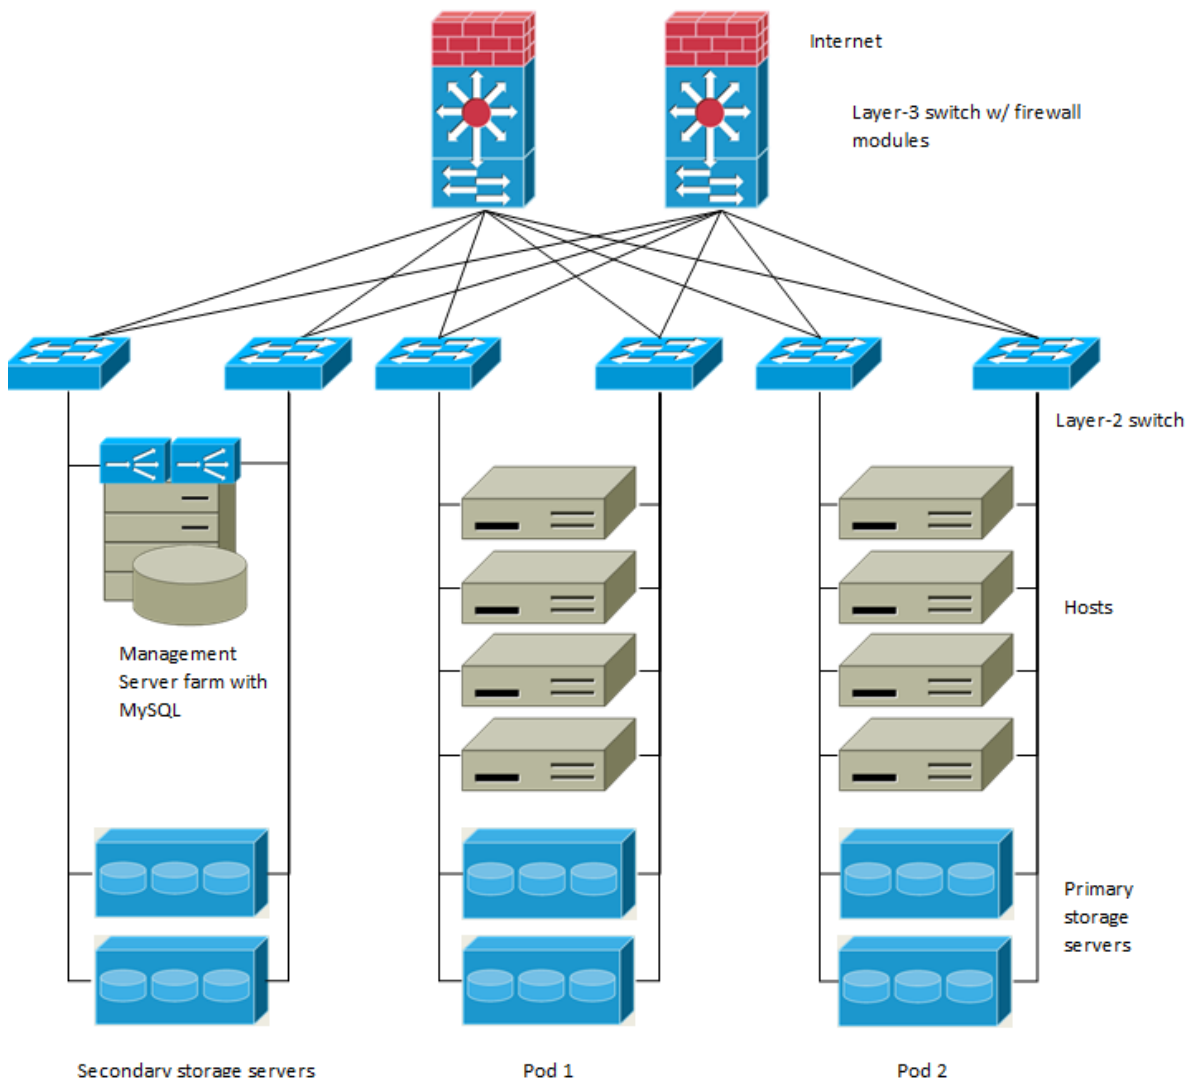 Internet
Layer-3 switch w/ firewall
modules
Layer-2 switch
Hosts
Management
Server farm with
MySQL
Primary
storage
servers
Secondary storage servers
Pod 1
Pod 2